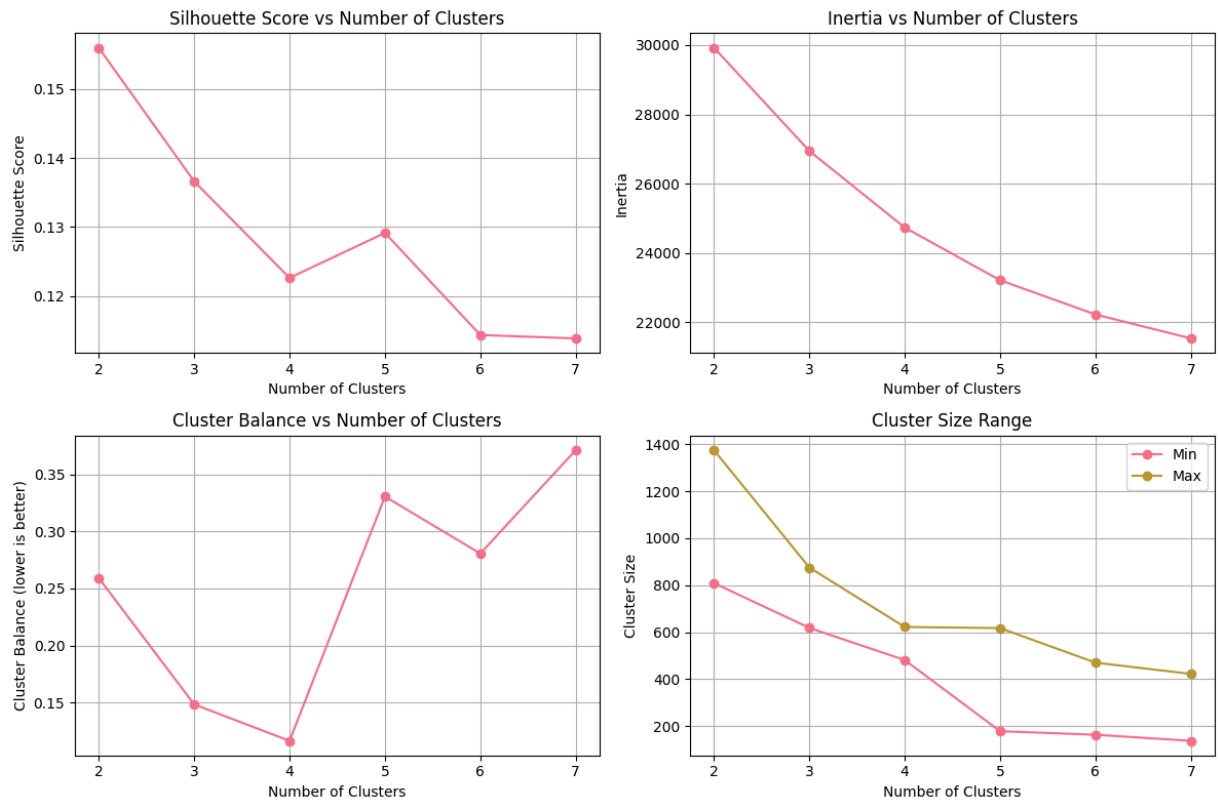 Silhouette Score vs Number of Clusters
Silhouette Score
0.15
0.14
0.13
0.12
2 3 4 5 6 7
Number of Clusters
Inertia vs Number of Clusters
Inertia
30000
28000
26000
24000
22000
2 3 4 5 6 7
Number of Clusters
Cluster Balance vs Number of Clusters
Cluster Balance (lower is better)
0.35
0.30
0.25
0.20
0.15
2 3 4 5 6 7
Number of Clusters
Cluster Size Range
Cluster Size
1400
1200
1000
800
600
400
200
Min
Max
2 3 4 5 6 7
Number of Clusters